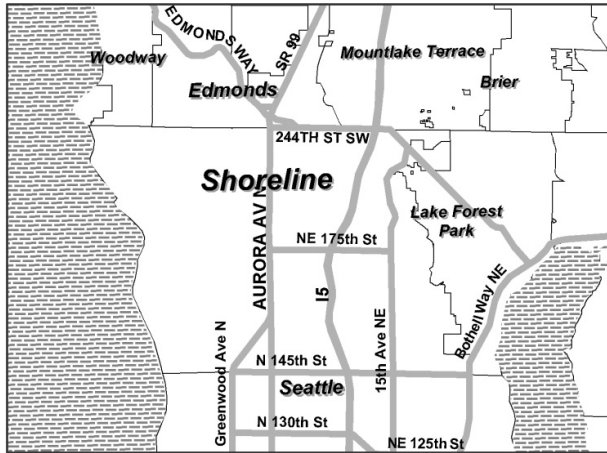 EDMONDS WAY
SR 99
Mountlake Terrace
Woodway
Brier
Edmonds
244TH ST SW
Shoreline
AURORA AV N
Lake Forest
Park
NE 175th St
I5
Bothell Way NE
Greenwood Ave N
N 145th St
15th Ave NE
Seattle
N 130th St
NE 125th St